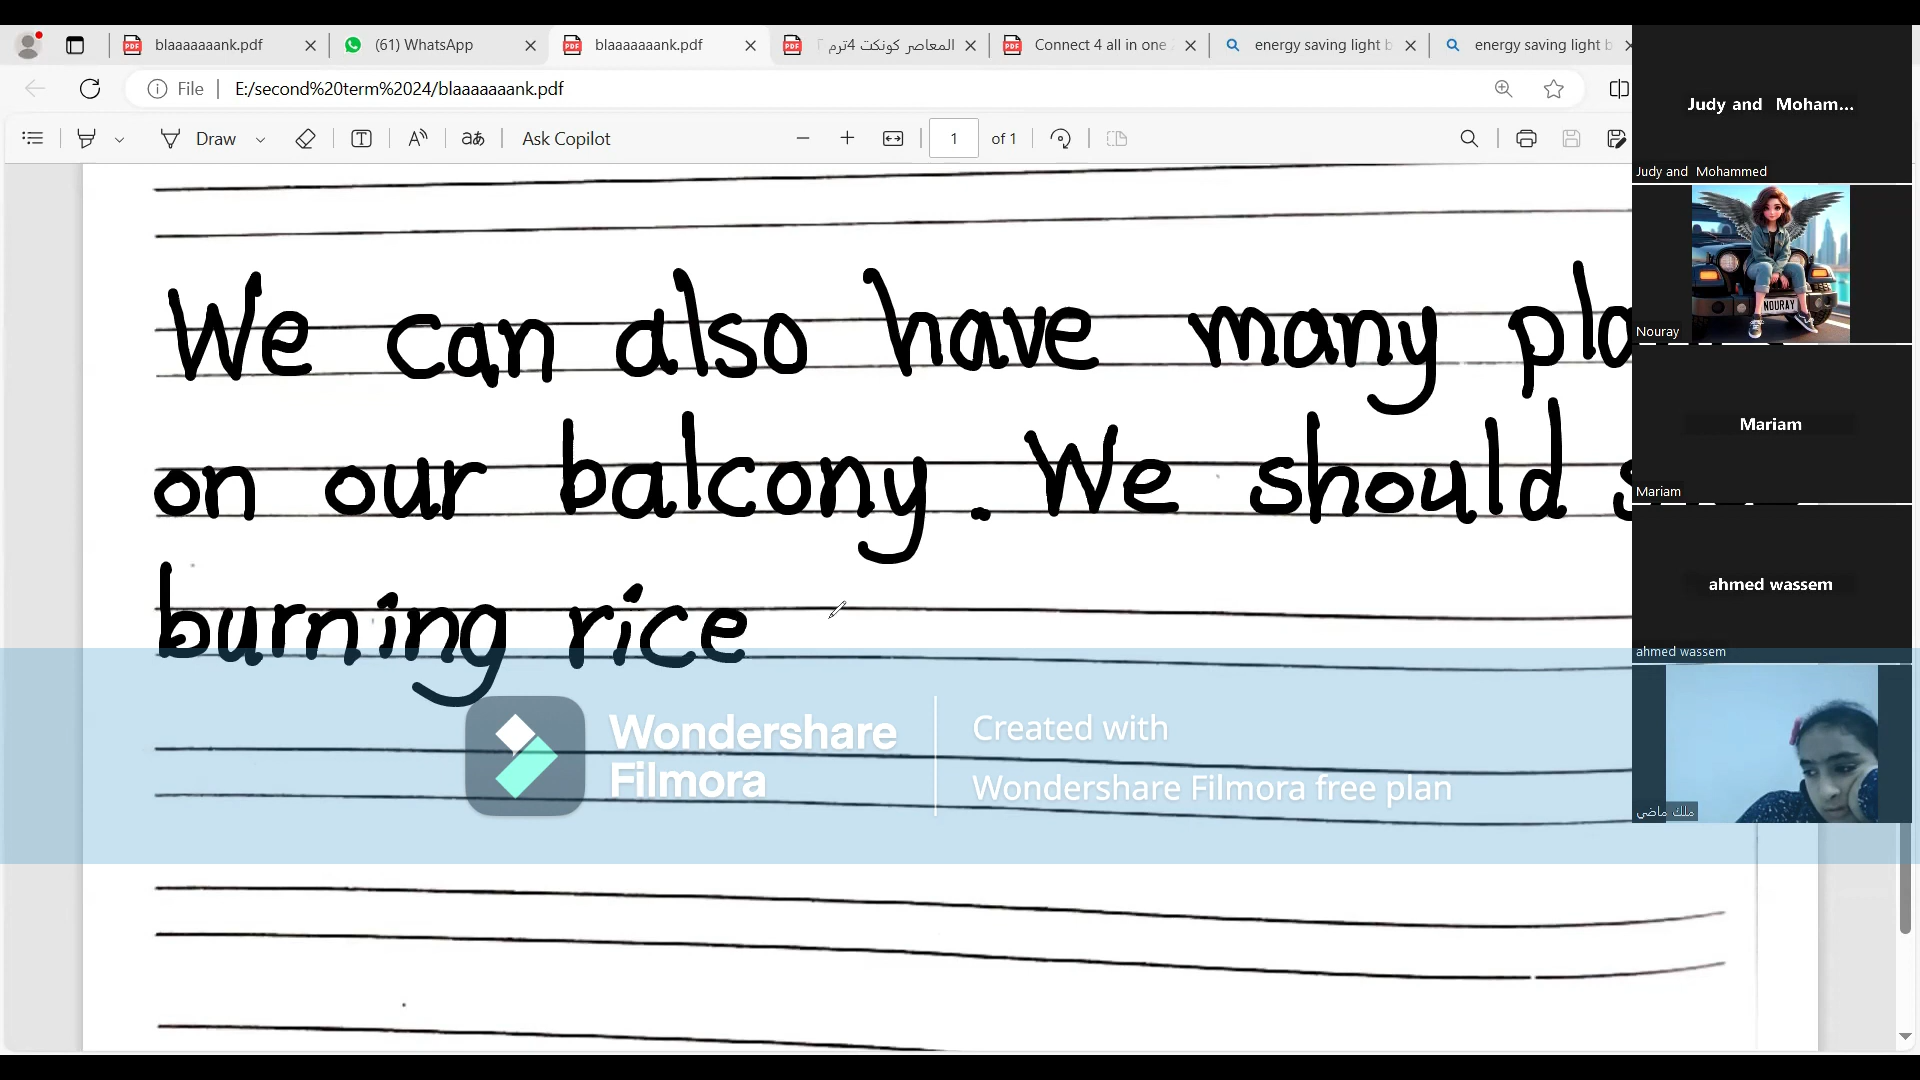 blaaaaaaank.pdf
(61) WhatsApp
blaaaaaaank.pdf
المعاصر كونكت 4ترم
Connect 4 all in one
energy saving light b
energy saving light b
File
E:/second%20term%2024/blaaaaaaank.pdf
Draw
Ask Copilot
1 of 1
We can also have many pla
on our balcony. We should s
burning rice
Wondershare
Filmora
Created with
Wondershare Filmora free plan
Judy and Moham...
Judy and Mohammed
NOURAY
Nouray
Mariam
Mariam
ahmed wassem
ahmed wassem
ملك ماضي